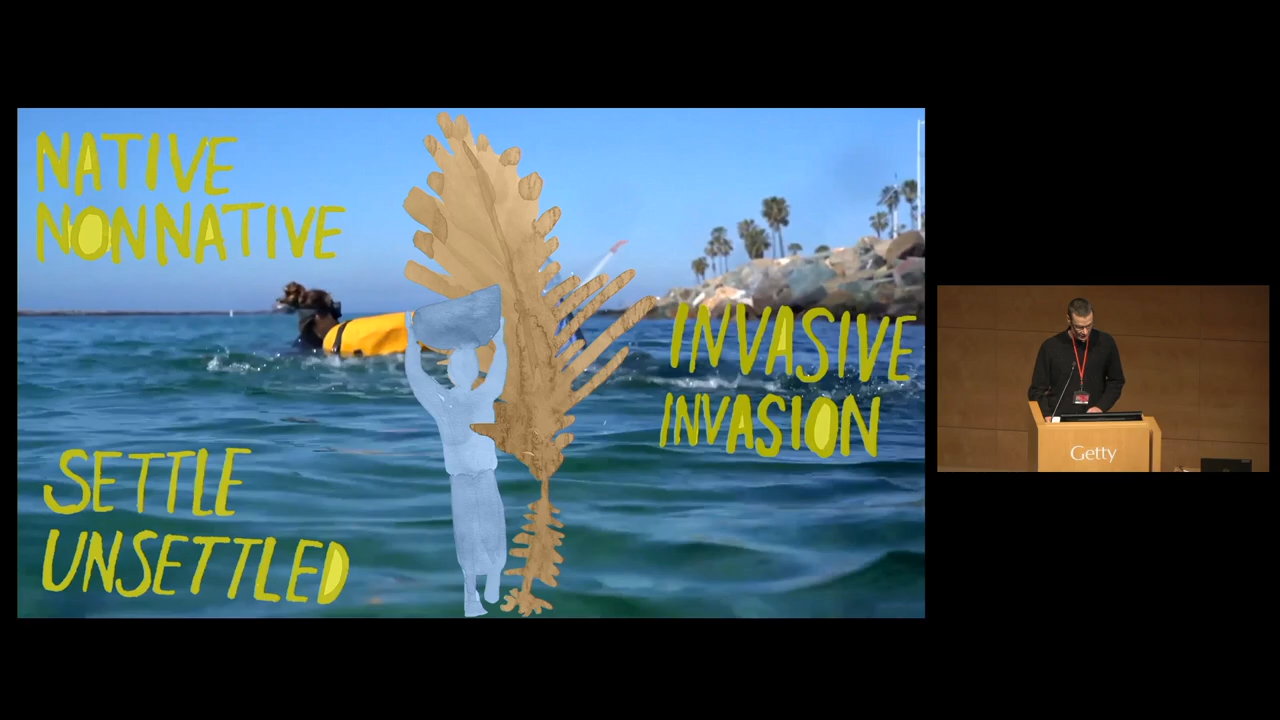 NATIVE
NONNATIVE
INVASIVE
INVASION
SETTLE
UNSETTLED
Getty